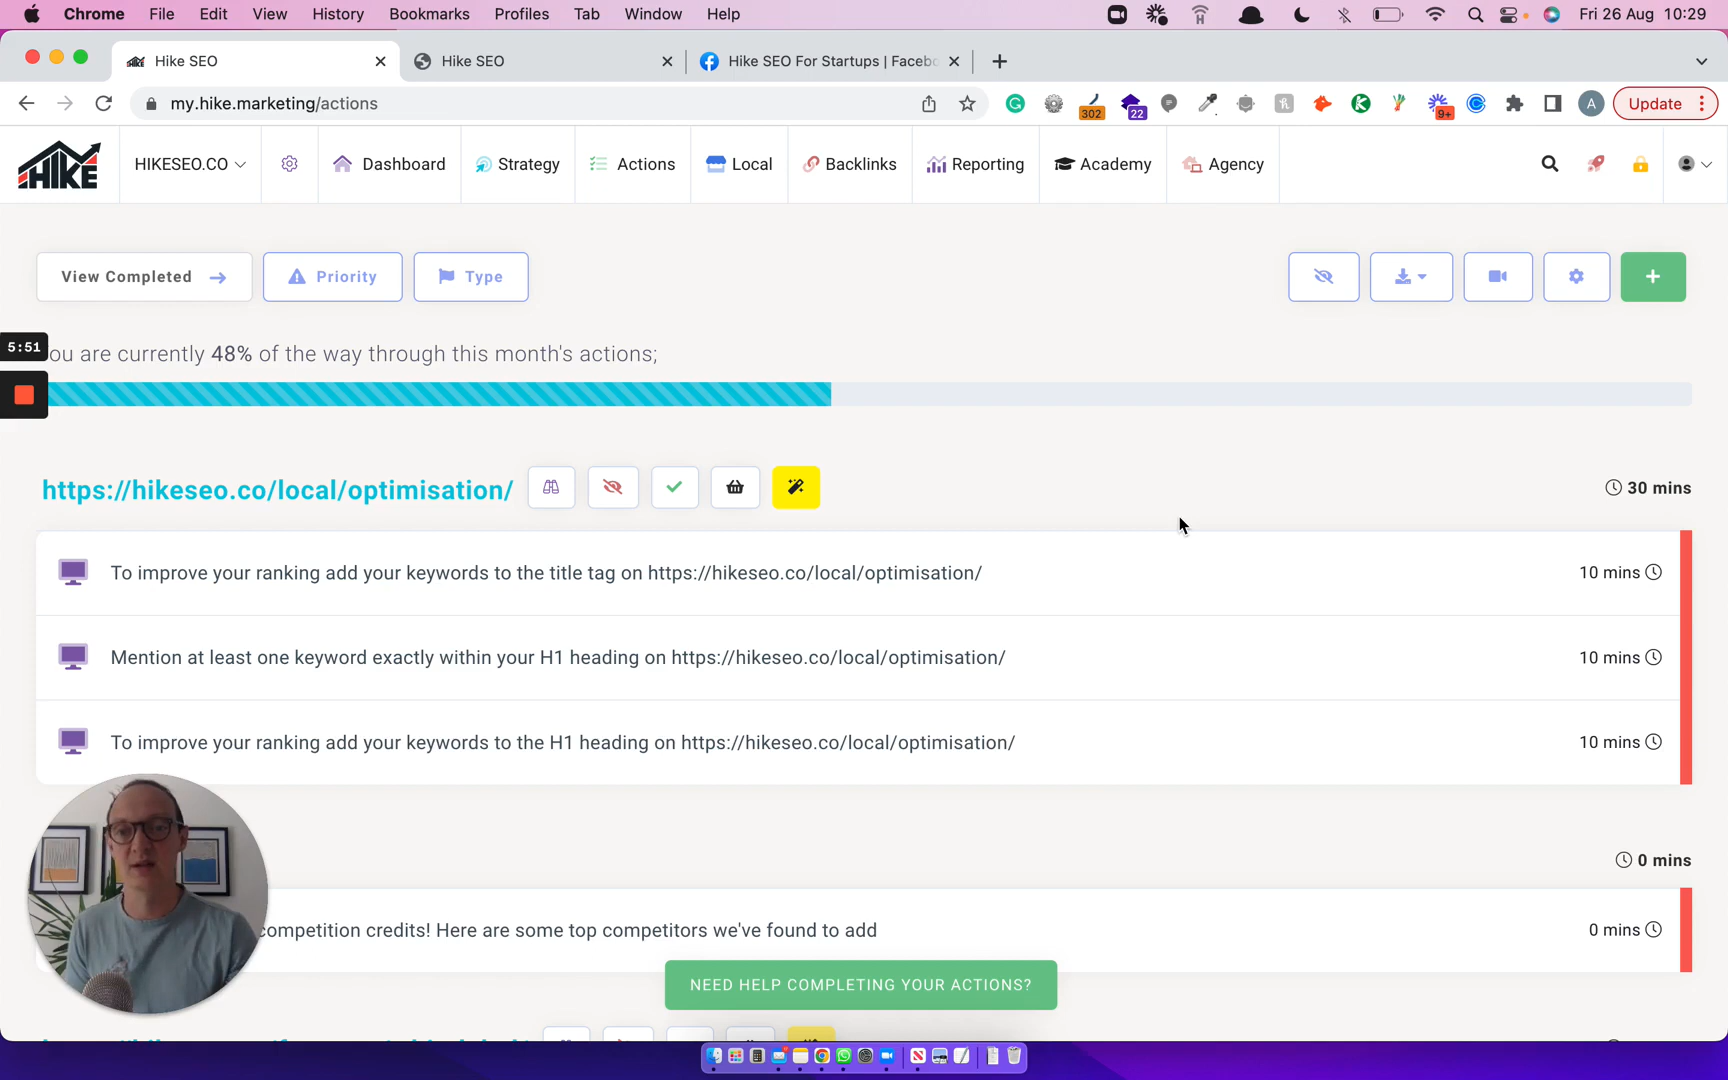 Chrome File Edit View History Bookmarks Profiles Tab Window Help Fri 26 Aug 10:29
Hike SEO Hike SEO Hike SEO For Startups | Facebo
my.hike.marketing/actions 302 22 9+ A Update
HIKE HIKESEO.CO Dashboard Strategy Actions Local Backlinks Reporting Academy Agency
View Completed Priority Type
5:51
ou are currently 48% of the way through this month's actions;
https://hikeseo.co/local/optimisation/ 30 mins
To improve your ranking add your keywords to the title tag on https://hikeseo.co/local/optimisation/ 10 mins
Mention at least one keyword exactly within your H1 heading on https://hikeseo.co/local/optimisation/ 10 mins
To improve your ranking add your keywords to the H1 heading on https://hikeseo.co/local/optimisation/ 10 mins
0 mins
competition credits! Here are some top competitors we've found to add 0 mins
NEED HELP COMPLETING YOUR ACTIONS?